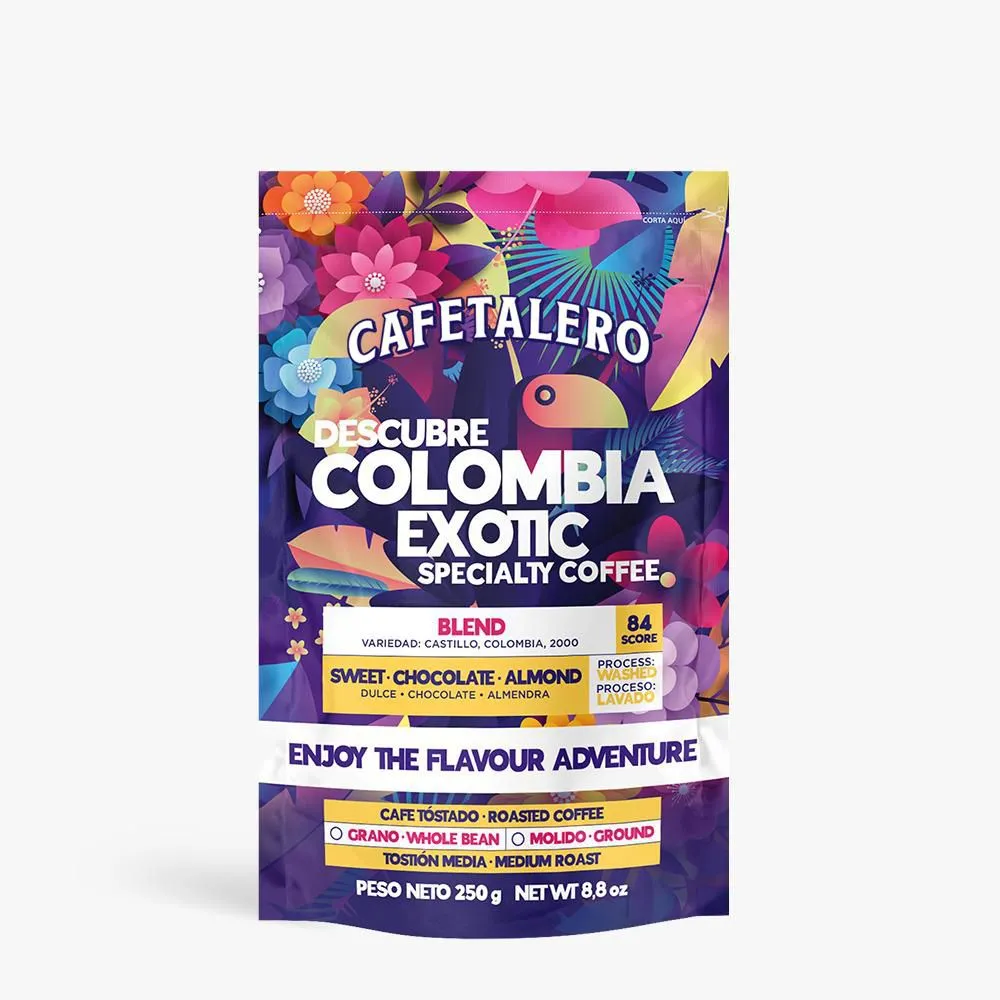 CORTA AQUÍ
CAFETALERO
DESCUBRE
COLOMBIA
EXOTIC
SPECIALTY COFFEE
BLEND
VARIEDAD: CASTILLO, COLOMBIA, 2000
84
SCORE
SWEET · CHOCOLATE · ALMOND
DULCE • CHOCOLATE • ALMENDRA
PROCESS:
WASHED
PROCESO:
LAVADO
ENJOY THE FLAVOUR ADVENTURE
CAFE TÓSTADO · ROASTED COFFEE
GRANO · WHOLE BEAN
MOLIDO · GROUND
TOSTIÓN MEDIA · MEDIUM ROAST
PESO NETO 250 g NET WT 8,8 oz